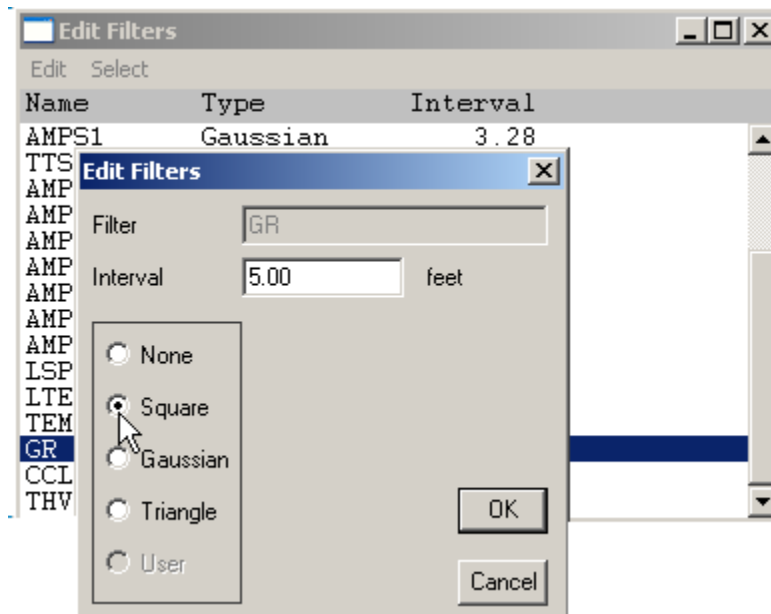 Edit Filters
Edit Select
Name Type Interval
AMPS1 Gaussian 3.28
TTS
AMP
AMP
AMP
AMP
AMP
AMP
AMP
LSP
LTE
TEM
GR
CCL
THV
Edit Filters
Filter GR
Interval 5.00 feet
None
Square
Gaussian
Triangle
User
OK
Cancel